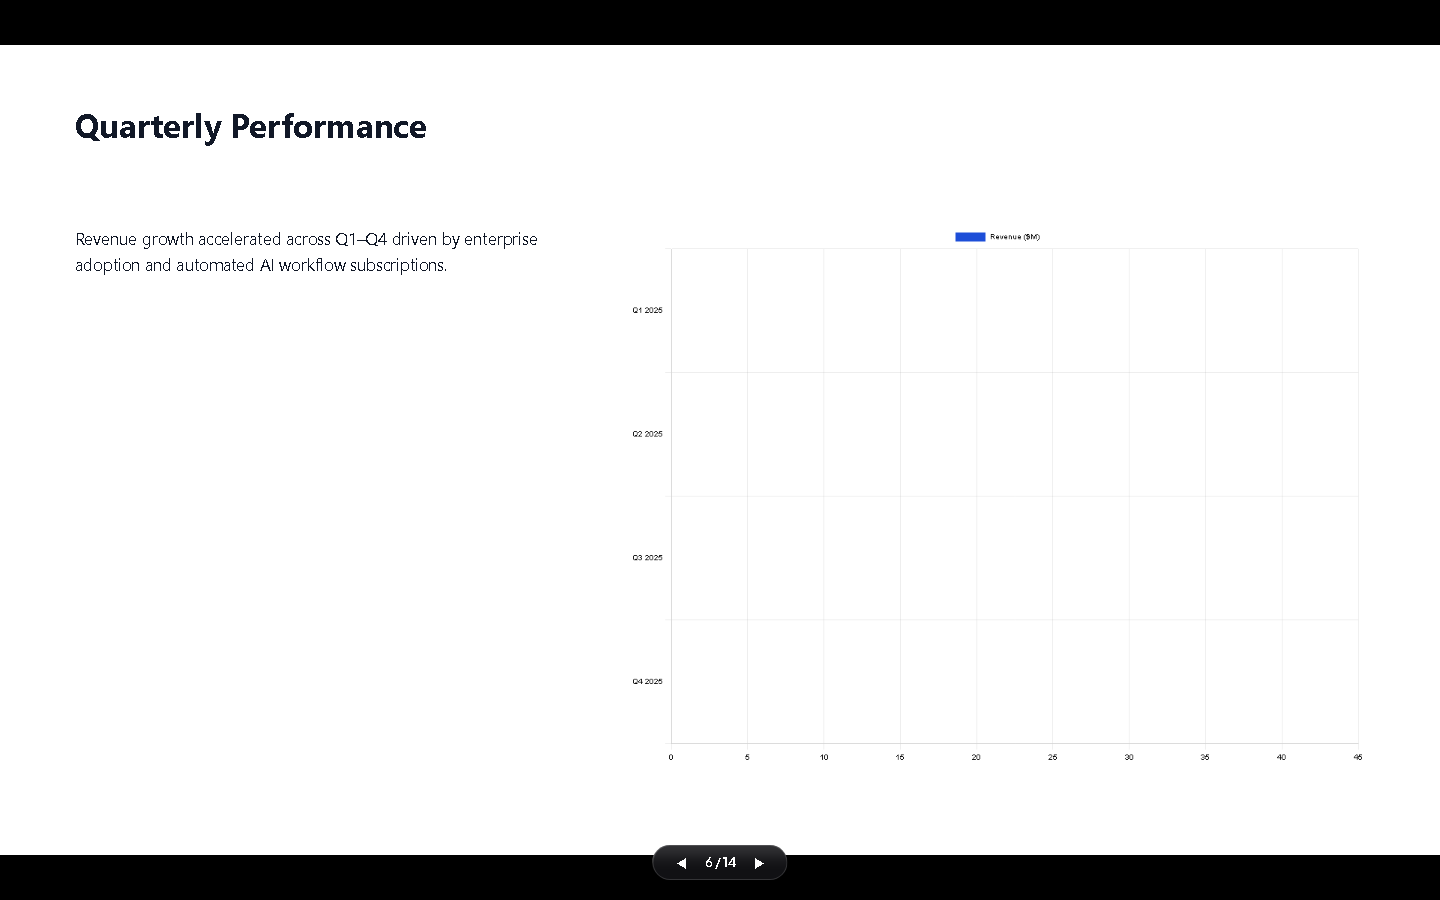 Quarterly Performance
Revenue growth accelerated across Q1–Q4 driven by enterprise
adoption and automated AI workflow subscriptions.
Revenue ($M)
Q1 2025
Q2 2025
Q3 2025
Q4 2025
0 5 10 15 20 25 30 35 40 45
6 / 14